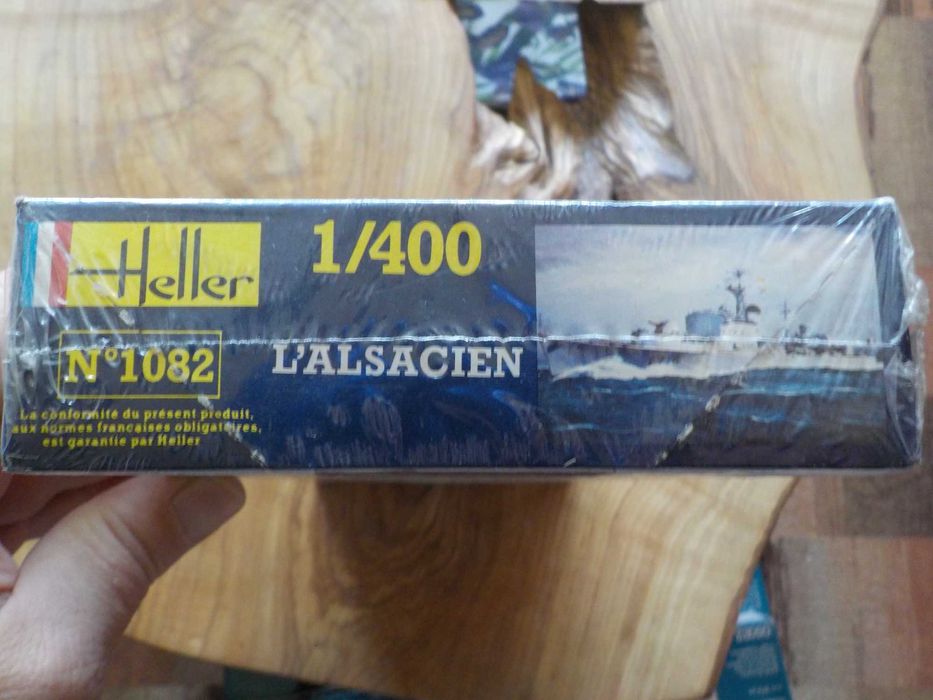 Heller
1/400
N°1082
L'ALSACIEN
La conformité du présent produit,
aux normes françaises obligatoires,
est garantie par Heller